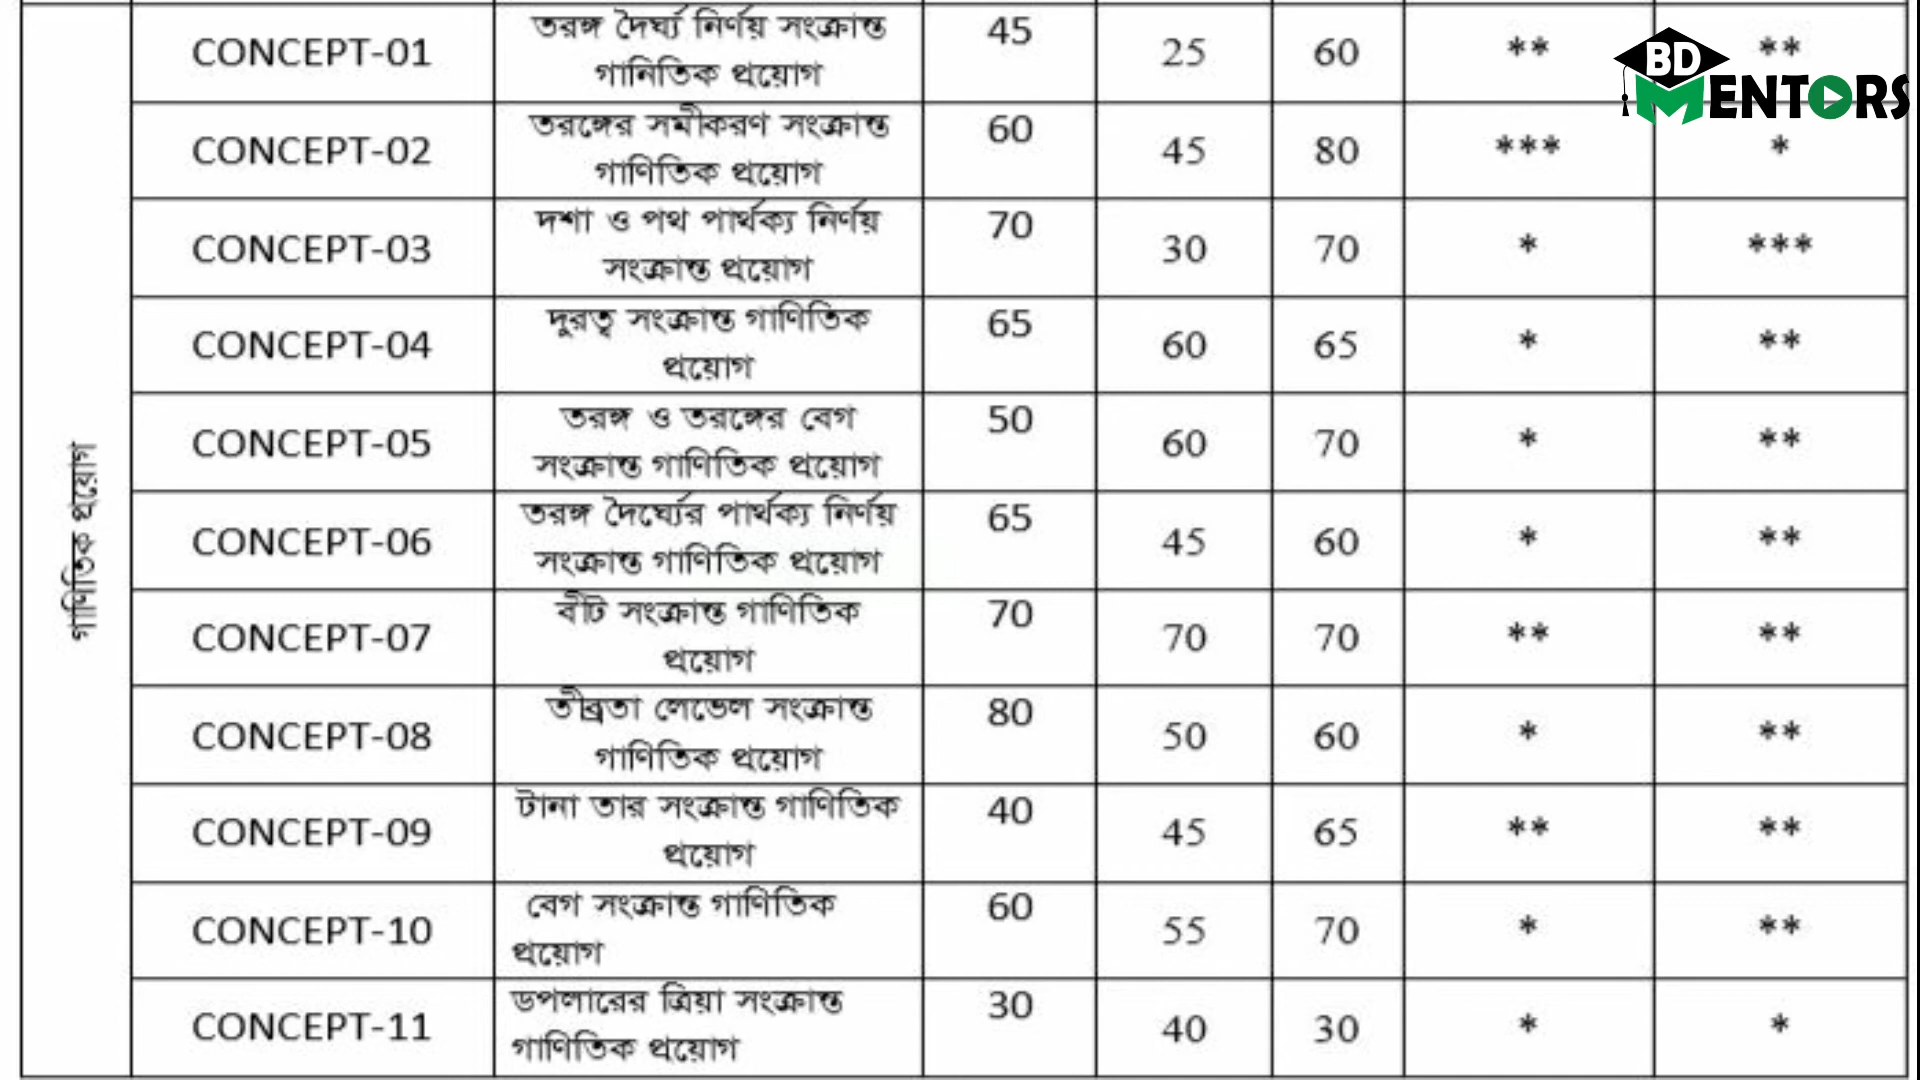 CONCEPT-01 তরঙ্গ দৈর্ঘ্য নির্ণয় সংক্রান্ত 45 25 60 ** **
গানিতিক প্রয়োগ
BD MENTORS
CONCEPT-02 তরঙ্গের সমীকরণ সংক্রান্ত 60 45 80 *** *
গাণিতিক প্রয়োগ
CONCEPT-03 দশা ও পথ পার্থক্য নির্ণয় 70 30 70 * ***
সংক্রান্ত প্রয়োগ
CONCEPT-04 দুরত্ব সংক্রান্ত গাণিতিক 65 60 65 * **
প্রয়োগ
CONCEPT-05 তরঙ্গ ও তরঙ্গের বেগ 50 60 70 * **
সংক্রান্ত গাণিতিক প্রয়োগ
গাণিতিক প্রয়োগ
CONCEPT-06 তরঙ্গ দৈর্ঘ্যের পার্থক্য নির্ণয় 65 45 60 * **
সংক্রান্ত গাণিতিক প্রয়োগ
CONCEPT-07 বীট সংক্রান্ত গাণিতিক 70 70 70 ** **
প্রয়োগ
CONCEPT-08 তীব্রতা লেভেল সংক্রান্ত 80 50 60 * **
গাণিতিক প্রয়োগ
CONCEPT-09 টানা তার সংক্রান্ত গাণিতিক 40 45 65 ** **
প্রয়োগ
CONCEPT-10 বেগ সংক্রান্ত গাণিতিক 60 55 70 * **
প্রয়োগ
CONCEPT-11 ডপলারের ত্রিয়া সংক্রান্ত 30 40 30 * *
গাণিতিক প্রয়োগ